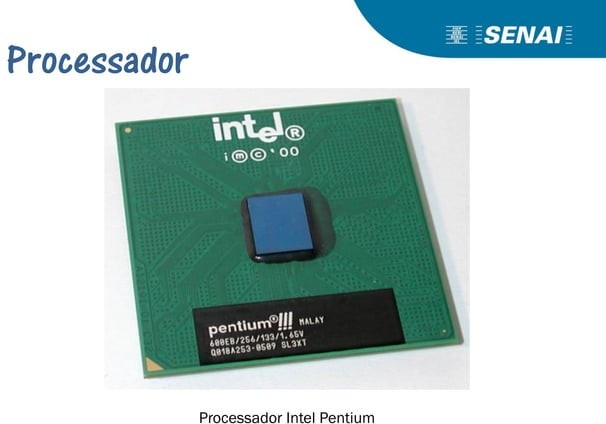 SENAI
Processador
intel®
i ⓜ © '00
pentium®!!! MALAY
600EB/256/133/1.65V
Q018A253-0509 SL3XT
Processador Intel Pentium